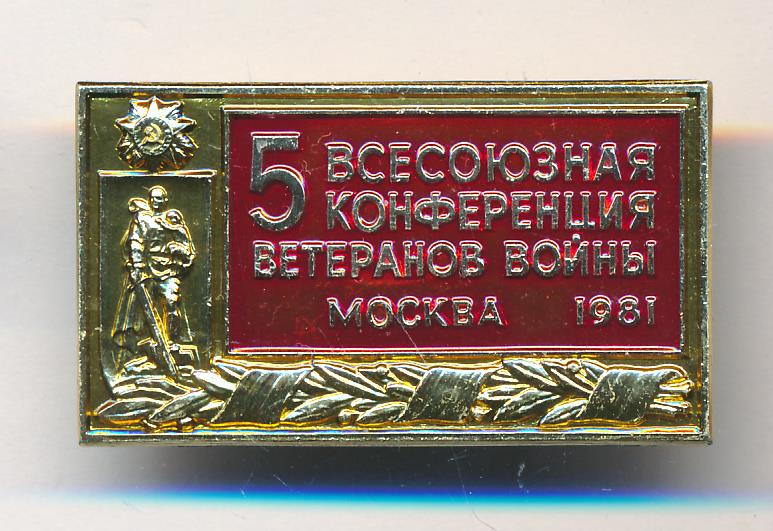 5 ВСЕСОЮЗНАЯ
КОНФЕРЕНЦИЯ
ВЕТЕРАНОВ ВОЙНЫ
МОСКВА 1981